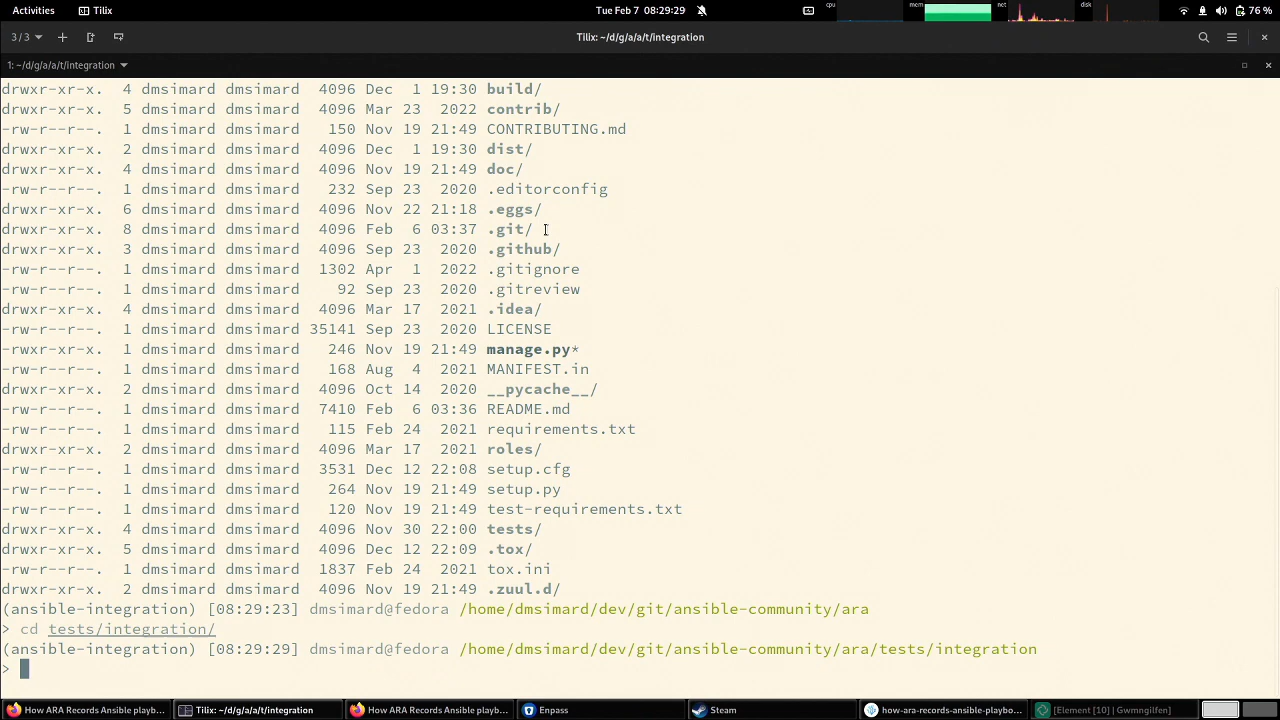 Activities Tilix Tue Feb 7 08:29:29 cpu mem net disk 76 %
3/3 Tilix: ~/d/g/a/a/t/integration
1: ~/d/g/a/a/t/integration
drwxr-xr-x. 4 dmsimard dmsimard 4096 Dec 1 19:30 build/
drwxr-xr-x. 5 dmsimard dmsimard 4096 Mar 23 2022 contrib/
-rw-r--r--. 1 dmsimard dmsimard 150 Nov 19 21:49 CONTRIBUTING.md
drwxr-xr-x. 2 dmsimard dmsimard 4096 Dec 1 19:30 dist/
drwxr-xr-x. 4 dmsimard dmsimard 4096 Nov 19 21:49 doc/
-rw-r--r--. 1 dmsimard dmsimard 232 Sep 23 2020 .editorconfig
drwxr-xr-x. 6 dmsimard dmsimard 4096 Nov 22 21:18 .eggs/
drwxr-xr-x. 8 dmsimard dmsimard 4096 Feb 6 03:37 .git/
drwxr-xr-x. 3 dmsimard dmsimard 4096 Sep 23 2020 .github/
-rw-r--r--. 1 dmsimard dmsimard 1302 Apr 1 2022 .gitignore
-rw-r--r--. 1 dmsimard dmsimard 92 Sep 23 2020 .gitreview
drwxr-xr-x. 4 dmsimard dmsimard 4096 Mar 17 2021 .idea/
-rw-r--r--. 1 dmsimard dmsimard 35141 Sep 23 2020 LICENSE
-rwxr-xr-x. 1 dmsimard dmsimard 246 Nov 19 21:49 manage.py*
-rw-r--r--. 1 dmsimard dmsimard 168 Aug 4 2021 MANIFEST.in
drwxr-xr-x. 2 dmsimard dmsimard 4096 Oct 14 2020 __pycache__/
-rw-r--r--. 1 dmsimard dmsimard 7410 Feb 6 03:36 README.md
-rw-r--r--. 1 dmsimard dmsimard 115 Feb 24 2021 requirements.txt
drwxr-xr-x. 2 dmsimard dmsimard 4096 Mar 17 2021 roles/
-rw-r--r--. 1 dmsimard dmsimard 3531 Dec 12 22:08 setup.cfg
-rw-r--r--. 1 dmsimard dmsimard 264 Nov 19 21:49 setup.py
-rw-r--r--. 1 dmsimard dmsimard 120 Nov 19 21:49 test-requirements.txt
drwxr-xr-x. 4 dmsimard dmsimard 4096 Nov 30 22:00 tests/
drwxr-xr-x. 5 dmsimard dmsimard 4096 Dec 12 22:09 .tox/
-rw-r--r--. 1 dmsimard dmsimard 1837 Feb 24 2021 tox.ini
drwxr-xr-x. 2 dmsimard dmsimard 4096 Nov 19 21:49 .zuul.d/
(ansible-integration) [08:29:23] dmsimard@fedora /home/dmsimard/dev/git/ansible-community/ara
> cd tests/integration/
(ansible-integration) [08:29:29] dmsimard@fedora /home/dmsimard/dev/git/ansible-community/ara/tests/integration
>
How ARA Records Ansible playb... Tilix: ~/d/g/a/a/t/integration How ARA Records Ansible playb... Enpass Steam how-ara-records-ansible-playbo... [Element [10] | Gwmngilfen]